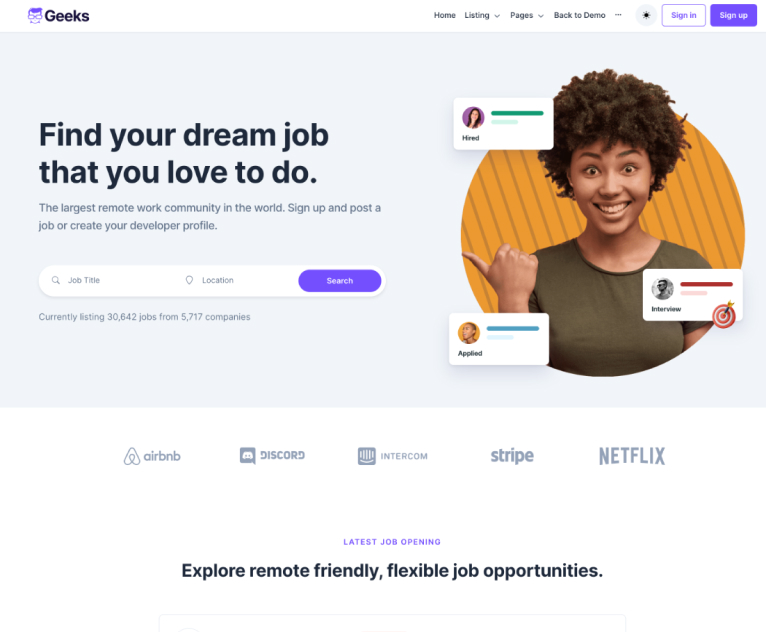 Geeks
Home Listing Pages Back to Demo ··· Sign in Sign up
Find your dream job
that you love to do.
The largest remote work community in the world. Sign up and post a
job or create your developer profile.
Job Title Location Search
Currently listing 30,642 jobs from 5,717 companies
Hired
Interview
Applied
airbnb DISCORD INTERCOM stripe NETFLIX
LATEST JOB OPENING
Explore remote friendly, flexible job opportunities.